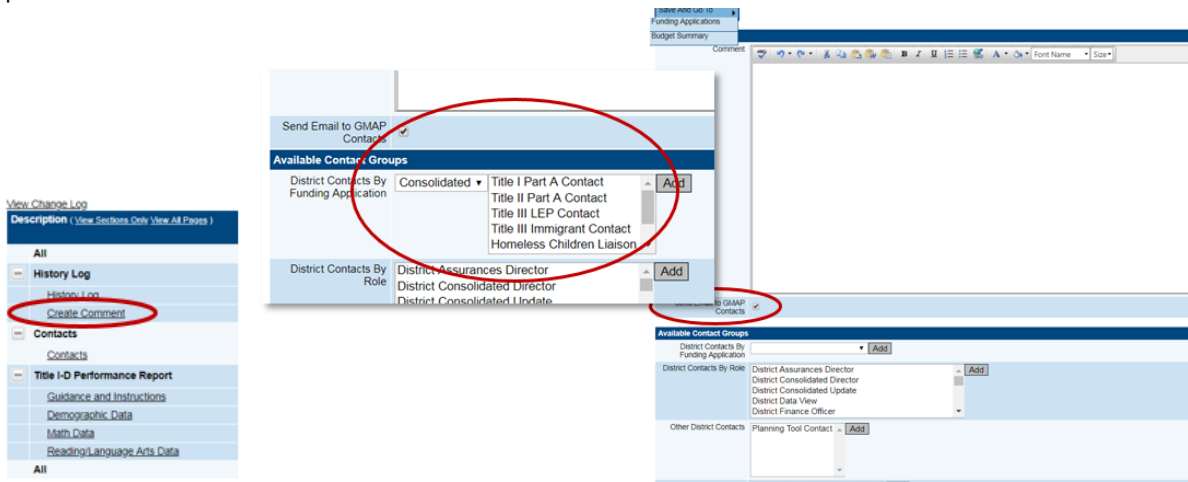 View Change Log
Description ( View Sections Only View All Pages )
All
History Log
History Log
Create Comment
Contacts
Contacts
Title I-D Performance Report
Guidance and Instructions
Demographic Data
Math Data
Reading/Language Arts Data
All
Send Email to GMAP
Contacts
Available Contact Groups
District Contacts By
Funding Application
Consolidated
Title I Part A Contact
Title II Part A Contact
Title III LEP Contact
Title III Immigrant Contact
Homeless Children Liaison
Add
District Contacts By
Role
District Assurances Director
District Consolidated Director
District Consolidated Update
Add
Save And Go To
Funding Applications
Budget Summary
Comment
B I U A Font Name Size
Send Email to GMAP
Contacts
Available Contact Groups
District Contacts By
Funding Application
Add
District Contacts By Role
District Assurances Director
District Consolidated Director
District Consolidated Update
District Data View
District Finance Officer
Add
Other District Contacts
Planning Tool Contact
Add